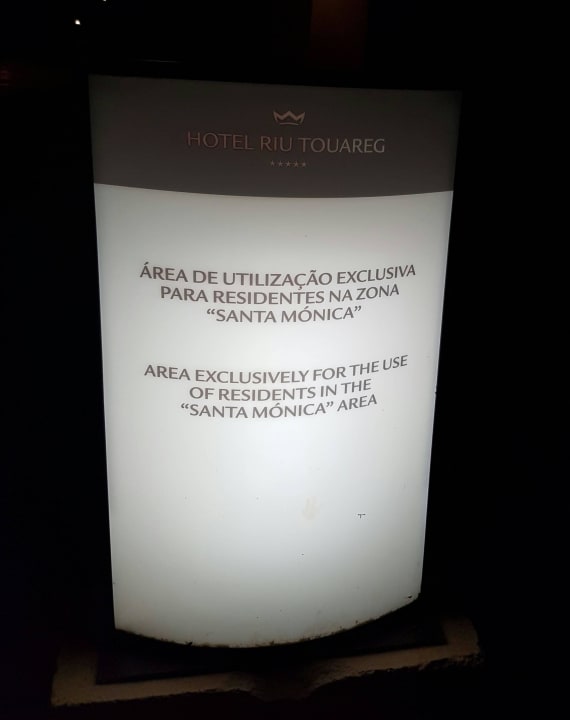 HOTEL RIU TOUAREG
★★★★★
ÁREA DE UTILIZAÇÃO EXCLUSIVA
PARA RESIDENTES NA ZONA
“SANTA MÓNICA”
AREA EXCLUSIVELY FOR THE USE
OF RESIDENTS IN THE
“SANTA MÓNICA” AREA